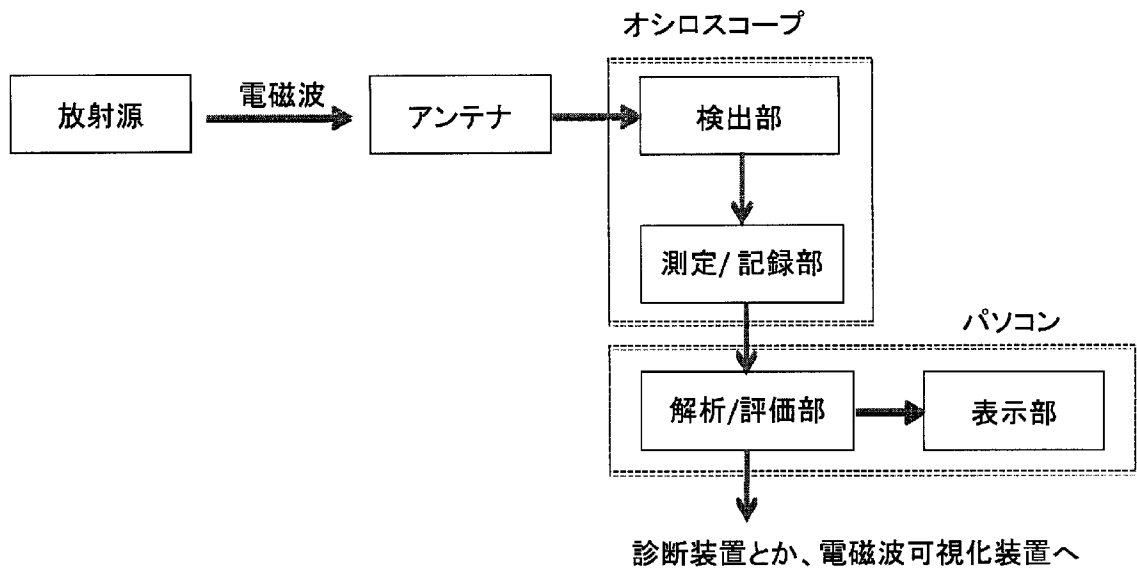 オシロスコープ
放射源
電磁波
アンテナ
検出部
測定/記録部
パソコン
解析/評価部
表示部
診断装置とか、電磁波可視化装置へ